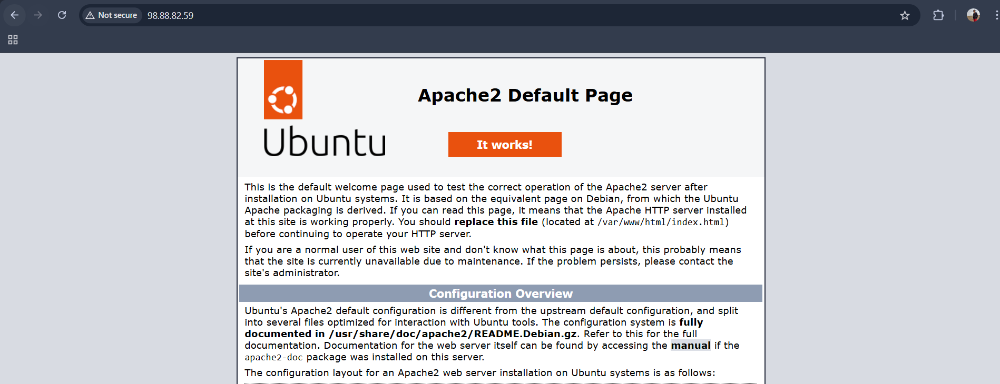 Not secure 98.88.82.59
Apache2 Default Page
Ubuntu
It works!
This is the default welcome page used to test the correct operation of the Apache2 server after
installation on Ubuntu systems. It is based on the equivalent page on Debian, from which the Ubuntu
Apache packaging is derived. If you can read this page, it means that the Apache HTTP server installed
at this site is working properly. You should replace this file (located at /var/www/html/index.html)
before continuing to operate your HTTP server.
If you are a normal user of this web site and don't know what this page is about, this probably means
that the site is currently unavailable due to maintenance. If the problem persists, please contact the
site's administrator.
Configuration Overview
Ubuntu's Apache2 default configuration is different from the upstream default configuration, and split
into several files optimized for interaction with Ubuntu tools. The configuration system is fully
documented in /usr/share/doc/apache2/README.Debian.gz. Refer to this for the full
documentation. Documentation for the web server itself can be found by accessing the manual if the
apache2-doc package was installed on this server.
The configuration layout for an Apache2 web server installation on Ubuntu systems is as follows: